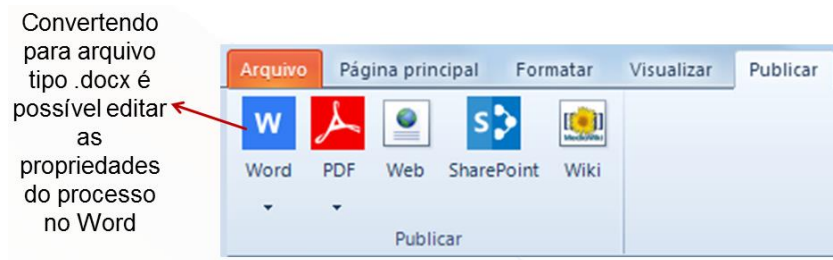 Convertendo
para arquivo
tipo .docx é
possível editar
as
propriedades
do processo
no Word
Arquivo Página principal Formatar Visualizar Publicar
W S [[ ]]
MediaWiki
Word PDF Web SharePoint Wiki
Publicar